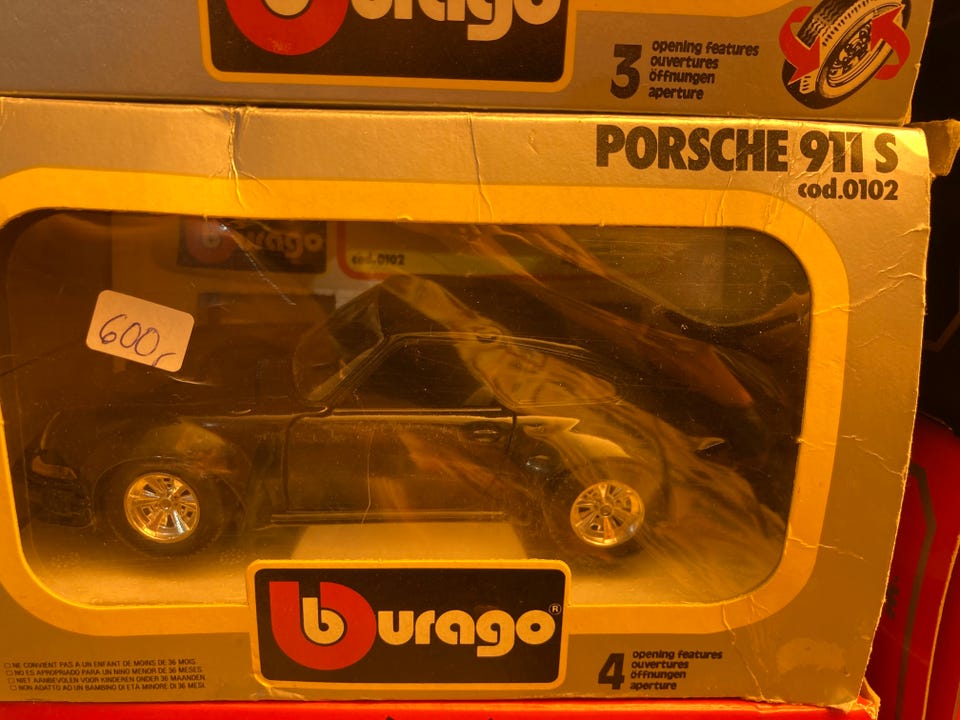 burago
3 opening features
ouvertures
öffnungen
aperture
PORSCHE 911 S
cod.0102
burago
cod.0102
600,-
burago®
4 opening features
ouvertures
öffnungen
aperture
NE CONVIENT PAS A UN ENFANT DE MOINS DE 36 MOIS.
NO ES APROPRIADO PARA UN NINO MENOR DE 36 MESES.
NIET AANBEVOLEN VOOR KINDEREN ONDER 36 MAANDEN.
NON ADATTO AD UN BAMBINO DI ETÀ MINORE DI 36 MESI.